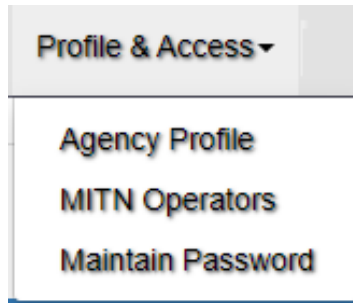 Profile & Access
Agency Profile
MITN Operators
Maintain Password